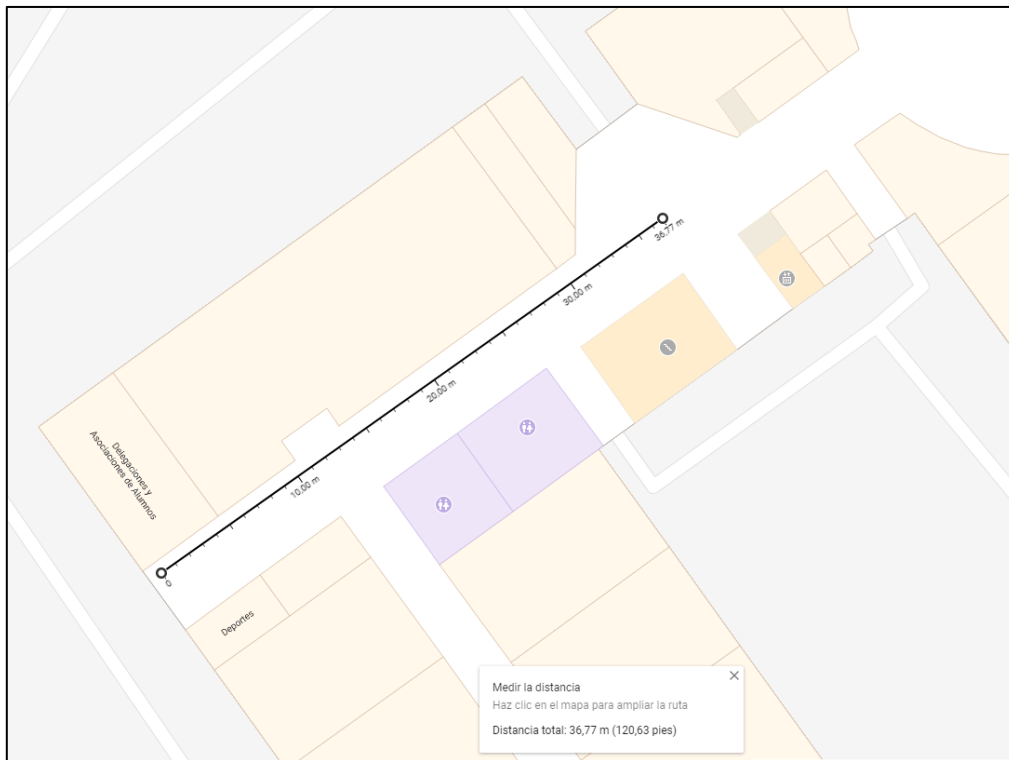 36,77 m
30,00 m
20,00 m
10,00 m
0
Delegaciones y
Asociaciones de Alumnos
Deportes
Medir la distancia
Haz clic en el mapa para ampliar la ruta
Distancia total: 36,77 m (120,63 pies)